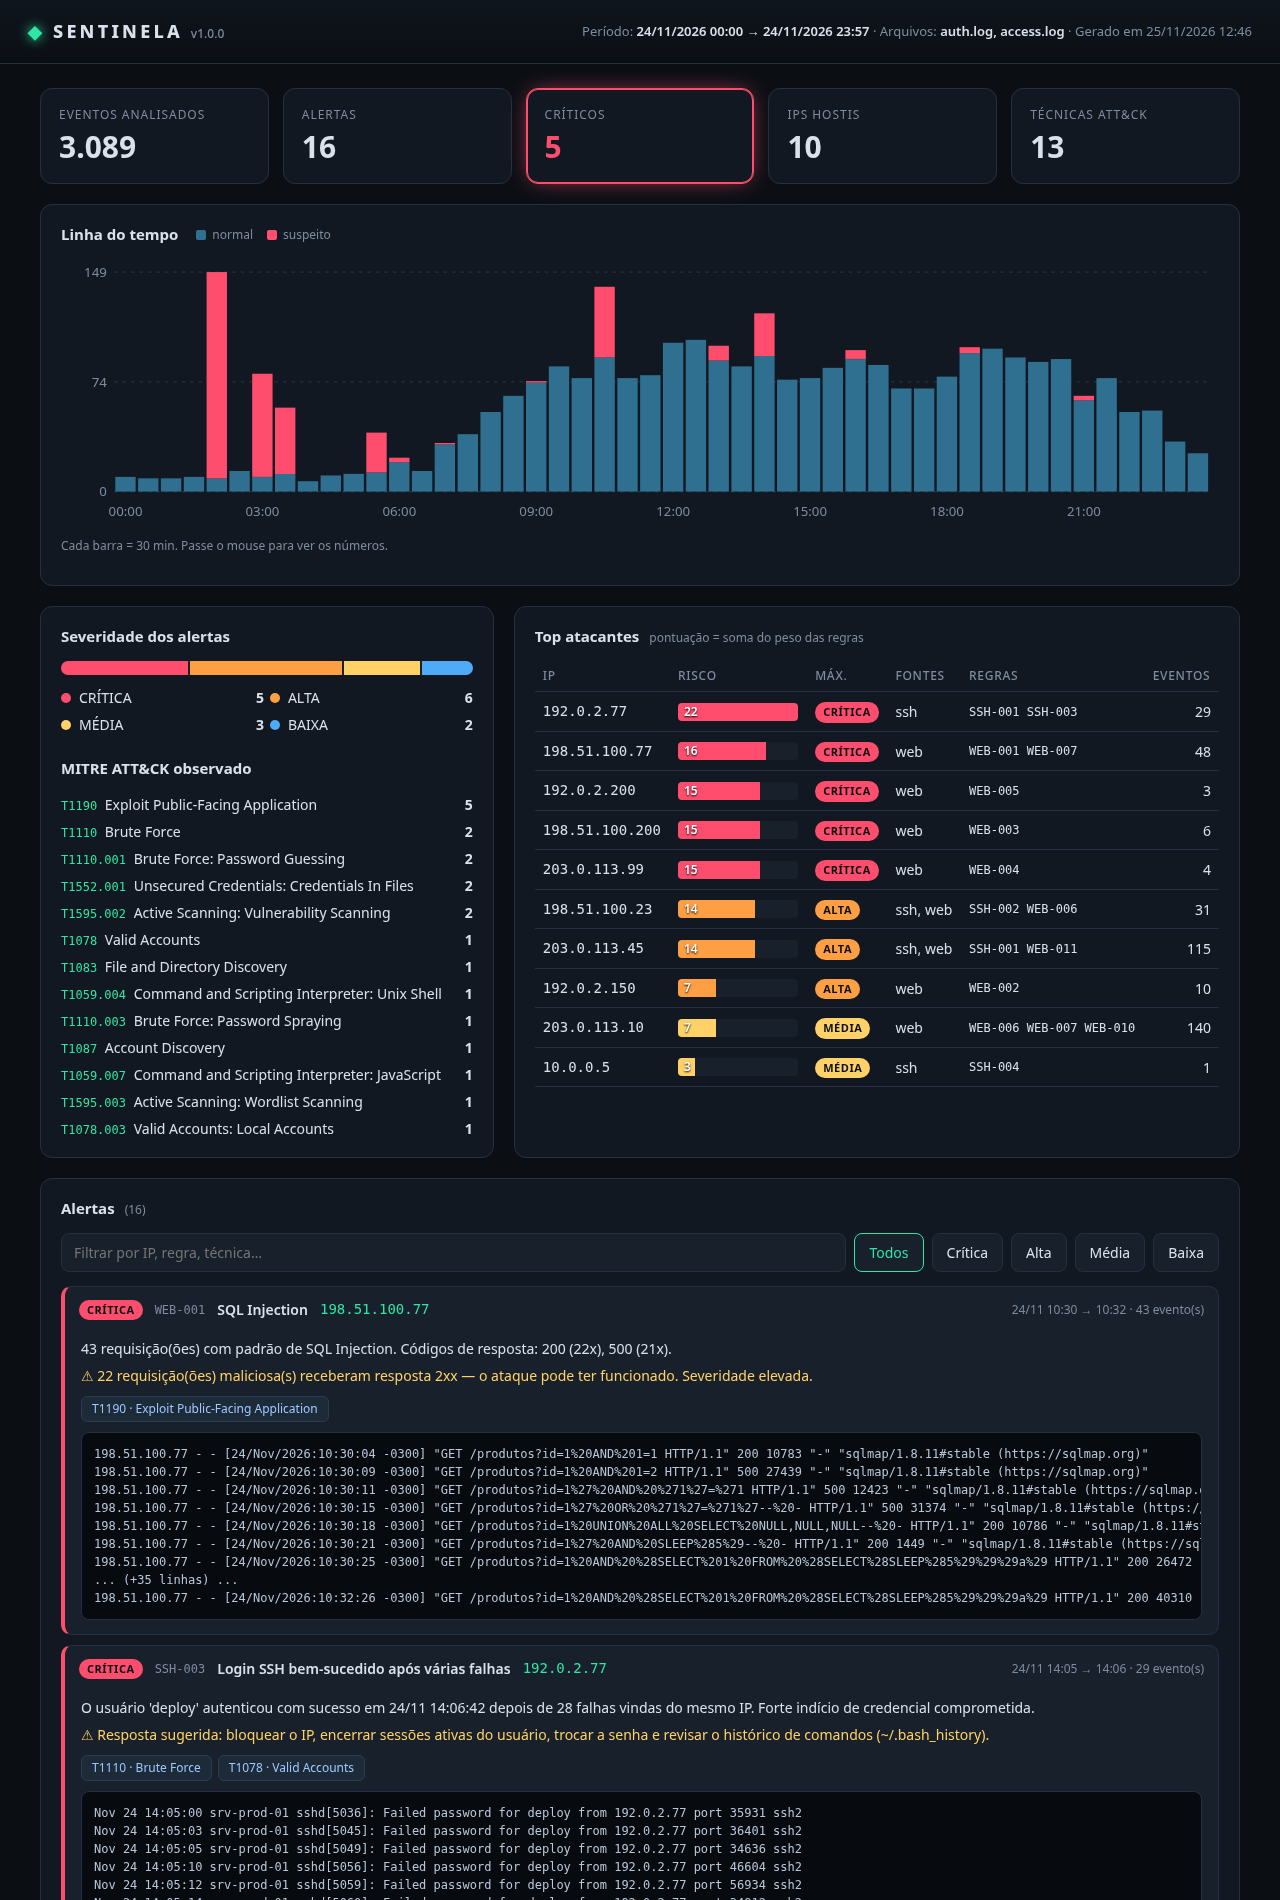 ◆ SENTINELA v1.0.0
Período: 24/11/2026 00:00 → 24/11/2026 23:57 · Arquivos: auth.log, access.log · Gerado em 25/11/2026 12:46
EVENTOS ANALISADOS
3.089
ALERTAS
16
CRÍTICOS
5
IPS HOSTIS
10
TÉCNICAS ATT&CK
13
Linha do tempo normal suspeito
149
74
0
00:00 03:00 06:00 09:00 12:00 15:00 18:00 21:00
Cada barra = 30 min. Passe o mouse para ver os números.
Severidade dos alertas
CRÍTICA 5 ALTA 6
MÉDIA 3 BAIXA 2
MITRE ATT&CK observado
T1190 Exploit Public-Facing Application 5
T1110 Brute Force 2
T1110.001 Brute Force: Password Guessing 2
T1552.001 Unsecured Credentials: Credentials In Files 2
T1595.002 Active Scanning: Vulnerability Scanning 2
T1078 Valid Accounts 1
T1083 File and Directory Discovery 1
T1059.004 Command and Scripting Interpreter: Unix Shell 1
T1110.003 Brute Force: Password Spraying 1
T1087 Account Discovery 1
T1059.007 Command and Scripting Interpreter: JavaScript 1
T1595.003 Active Scanning: Wordlist Scanning 1
T1078.003 Valid Accounts: Local Accounts 1
Top atacantes pontuação = soma do peso das regras
IP RISCO MÁX. FONTES REGRAS EVENTOS
192.0.2.77 22 CRÍTICA ssh SSH-001 SSH-003 29
198.51.100.77 16 CRÍTICA web WEB-001 WEB-007 48
192.0.2.200 15 CRÍTICA web WEB-005 3
198.51.100.200 15 CRÍTICA web WEB-003 6
203.0.113.99 15 CRÍTICA web WEB-004 4
198.51.100.23 14 ALTA ssh, web SSH-002 WEB-006 31
203.0.113.45 14 ALTA ssh, web SSH-001 WEB-011 115
192.0.2.150 7 ALTA web WEB-002 10
203.0.113.10 7 MÉDIA web WEB-006 WEB-007 WEB-010 140
10.0.0.5 3 MÉDIA ssh SSH-004 1
Alertas (16)
Filtrar por IP, regra, técnica... Todos Crítica Alta Média Baixa
CRÍTICA WEB-001 SQL Injection 198.51.100.77 24/11 10:30 → 10:32 · 43 evento(s)
43 requisição(ões) com padrão de SQL Injection. Códigos de resposta: 200 (22x), 500 (21x).
⚠ 22 requisição(ões) maliciosa(s) receberam resposta 2xx — o ataque pode ter funcionado. Severidade elevada.
T1190 · Exploit Public-Facing Application
198.51.100.77 - - [24/Nov/2026:10:30:04 -0300] "GET /produtos?id=1%20AND%201=1 HTTP/1.1" 200 10783 "-" "sqlmap/1.8.11#stable (https://sqlmap.org)"
198.51.100.77 - - [24/Nov/2026:10:30:09 -0300] "GET /produtos?id=1%20AND%201=2 HTTP/1.1" 500 27439 "-" "sqlmap/1.8.11#stable (https://sqlmap.org)"
198.51.100.77 - - [24/Nov/2026:10:30:11 -0300] "GET /produtos?id=1%27%20AND%20%271%27=%271 HTTP/1.1" 500 12423 "-" "sqlmap/1.8.11#stable (https://sqlmap.
198.51.100.77 - - [24/Nov/2026:10:30:15 -0300] "GET /produtos?id=1%27%20OR%20%271%27=%271%27--%20- HTTP/1.1" 500 31374 "-" "sqlmap/1.8.11#stable (https:/
198.51.100.77 - - [24/Nov/2026:10:30:18 -0300] "GET /produtos?id=1%20UNION%20ALL%20SELECT%20NULL,NULL,NULL--%20- HTTP/1.1" 200 10786 "-" "sqlmap/1.8.11#s
198.51.100.77 - - [24/Nov/2026:10:30:21 -0300] "GET /produtos?id=1%27%20AND%20SLEEP%285%29--%20- HTTP/1.1" 200 1449 "-" "sqlmap/1.8.11#stable (https://sq
198.51.100.77 - - [24/Nov/2026:10:30:25 -0300] "GET /produtos?id=1%20AND%20%28SELECT%201%20FROM%20%28SELECT%28SLEEP%285%29%29%29a%29 HTTP/1.1" 200 26472
... (+35 linhas) ...
198.51.100.77 - - [24/Nov/2026:10:32:26 -0300] "GET /produtos?id=1%20AND%20%28SELECT%201%20FROM%20%28SELECT%28SLEEP%285%29%29%29a%29 HTTP/1.1" 200 40310
CRÍTICA SSH-003 Login SSH bem-sucedido após várias falhas 192.0.2.77 24/11 14:05 → 14:06 · 29 evento(s)
O usuário 'deploy' autenticou com sucesso em 24/11 14:06:42 depois de 28 falhas vindas do mesmo IP. Forte indício de credencial comprometida.
⚠ Resposta sugerida: bloquear o IP, encerrar sessões ativas do usuário, trocar a senha e revisar o histórico de comandos (~/.bash_history).
T1110 · Brute Force T1078 · Valid Accounts
Nov 24 14:05:00 srv-prod-01 sshd[5036]: Failed password for deploy from 192.0.2.77 port 35931 ssh2
Nov 24 14:05:03 srv-prod-01 sshd[5045]: Failed password for deploy from 192.0.2.77 port 36401 ssh2
Nov 24 14:05:05 srv-prod-01 sshd[5049]: Failed password for deploy from 192.0.2.77 port 34636 ssh2
Nov 24 14:05:10 srv-prod-01 sshd[5056]: Failed password for deploy from 192.0.2.77 port 46604 ssh2
Nov 24 14:05:12 srv-prod-01 sshd[5059]: Failed password for deploy from 192.0.2.77 port 56934 ssh2